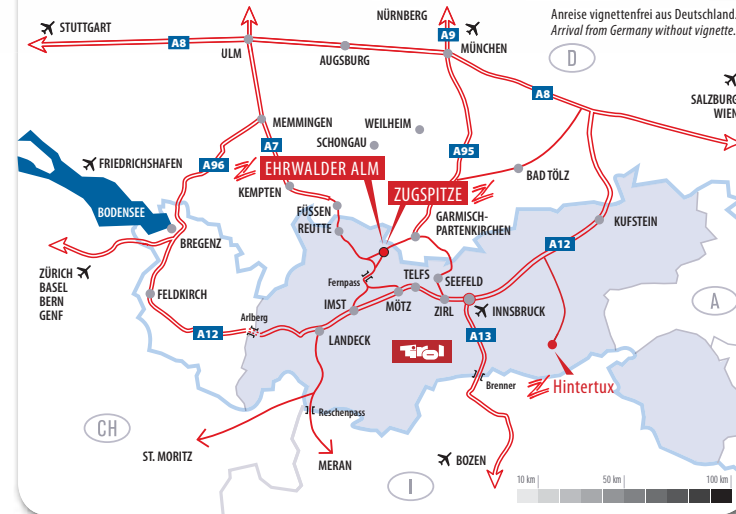 NÜRNBERG
Anreise vignettenfrei aus Deutschland.
Arrival from Germany without vignette.
STUTTGART
A8
ULM
AUGSBURG
A9
MÜNCHEN
D
A8
SALZBURG
WIEN
MEMMINGEN
WEILHEIM
SCHONGAU
A7
A95
A96
FRIEDRICHSHAFEN
EHRWALDER ALM
BAD TÖLZ
KEMPTEN
ZUGSPITZE
BODENSEE
FÜSSEN
REUTTE
GARMISCH-
PARTENKIRCHEN
KUFSTEIN
BREGENZ
A12
ZÜRICH
BASEL
BERN
GENF
Fernpass
TELFS
SEEFELD
FELDKIRCH
IMST
MÖTZ
ZIRL
INNSBRUCK
A
Arlberg
A12
LANDECK
A13
Tirol
Brenner
Hintertux
Reschenpass
CH
ST. MORITZ
MERAN
I
BOZEN
10 km
50 km
100 km